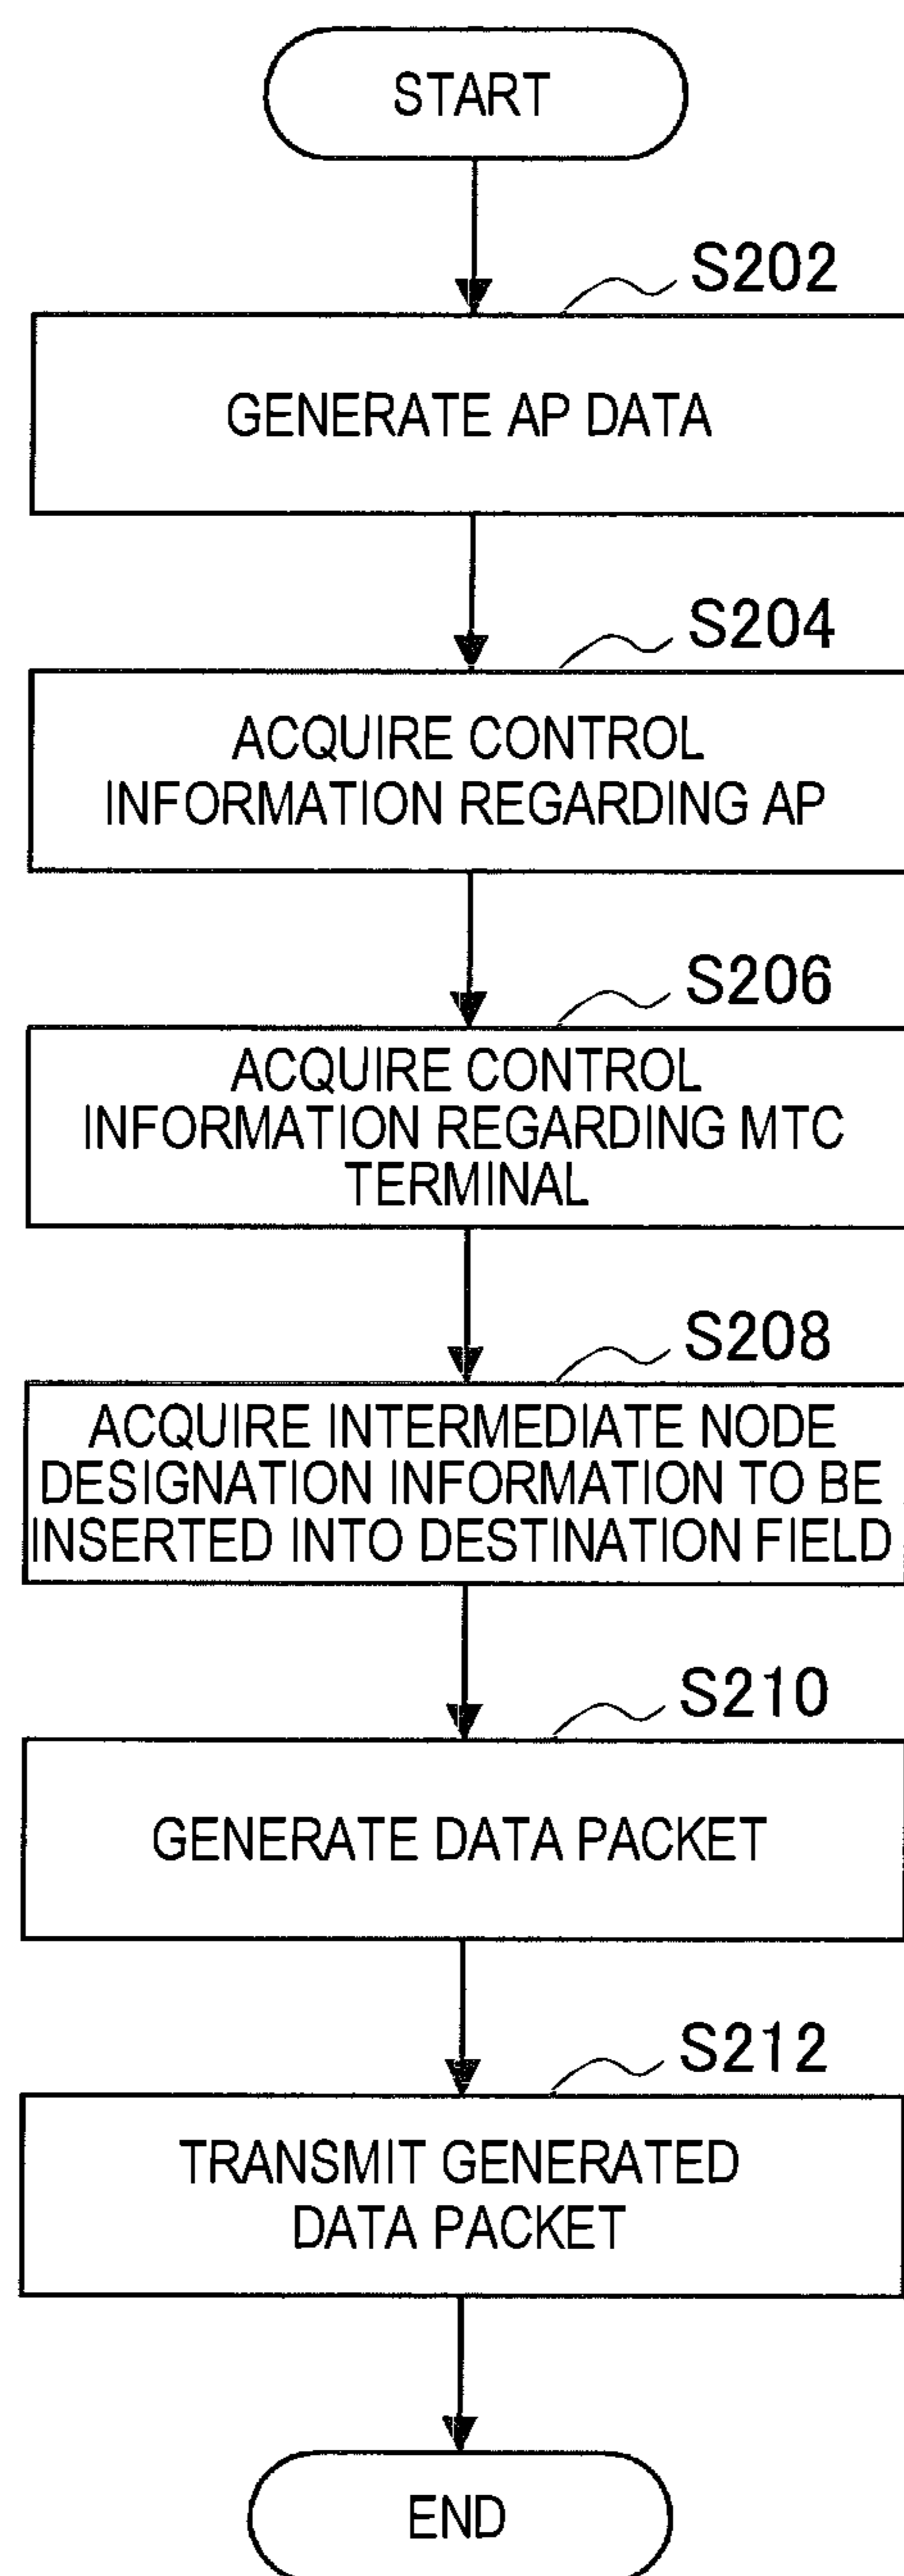 START
S202
GENERATE AP DATA
S204
ACQUIRE CONTROL
INFORMATION REGARDING AP
S206
ACQUIRE CONTROL
INFORMATION REGARDING MTC
TERMINAL
S208
ACQUIRE INTERMEDIATE NODE
DESIGNATION INFORMATION TO BE
INSERTED INTO DESTINATION FIELD
S210
GENERATE DATA PACKET
S212
TRANSMIT GENERATED
DATA PACKET
END